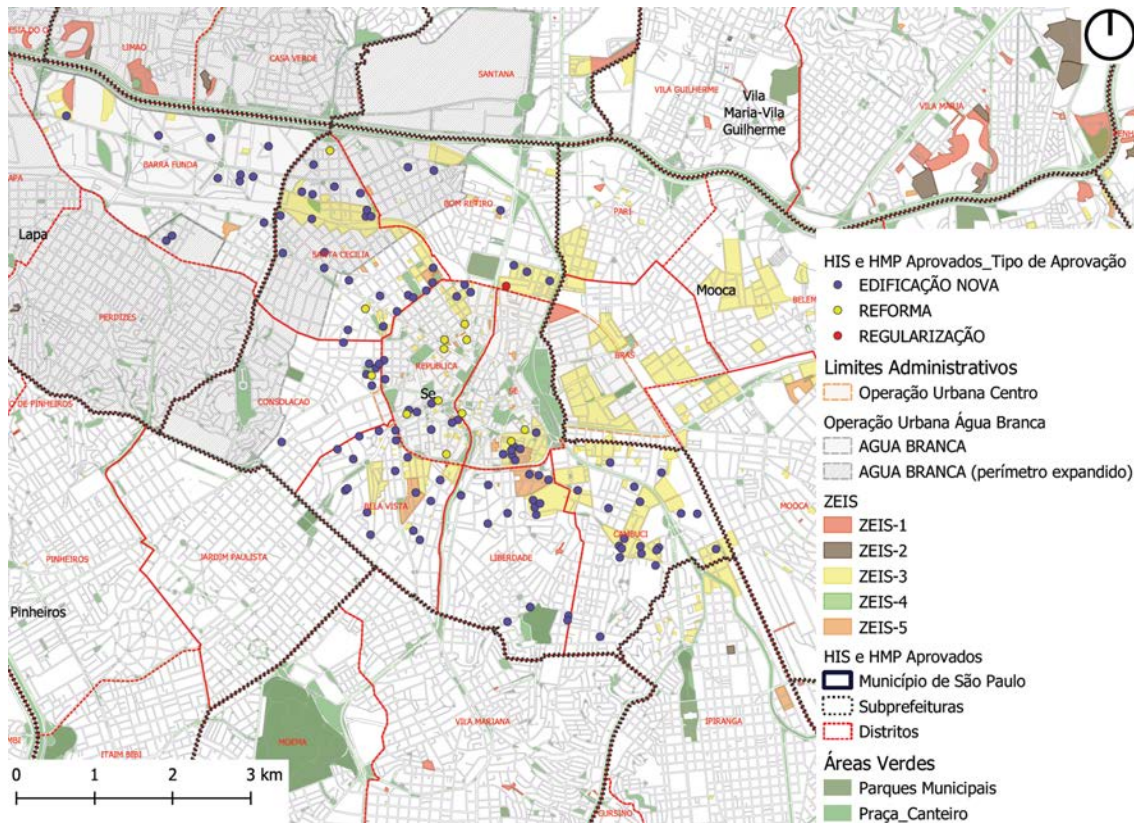 LIMAO
CASA VERDE
SANTANA
VILA GUILHERME
Vila
Maria-Vila
Guilherme
VILA MARIA
BARRA FUNDA
BOM RETIRO
PARI
Lapa
SANTA CECILIA
Mooca
BELEM
PERDIZES
BRAS
REPUBLICA
SE
Se
CONSOLACAO
O DE PINHEIROS
BELA VISTA
MOOCA
CAMBUCI
LIBERDADE
PINHEIROS
JARDIM PAULISTA
Pinheiros
VILA MARIANA
IPIRANGA
MOEMA
ITAIM BIBI
CURSINO
0 1 2 3 km
HIS e HMP Aprovados_Tipo de Aprovação
EDIFICAÇÃO NOVA
REFORMA
REGULARIZAÇÃO
Limites Administrativos
Operação Urbana Centro
Operação Urbana Água Branca
AGUA BRANCA
AGUA BRANCA (perímetro expandido)
ZEIS
ZEIS-1
ZEIS-2
ZEIS-3
ZEIS-4
ZEIS-5
HIS e HMP Aprovados
Município de São Paulo
Subprefeituras
Distritos
Áreas Verdes
Parques Municipais
Praça_Canteiro